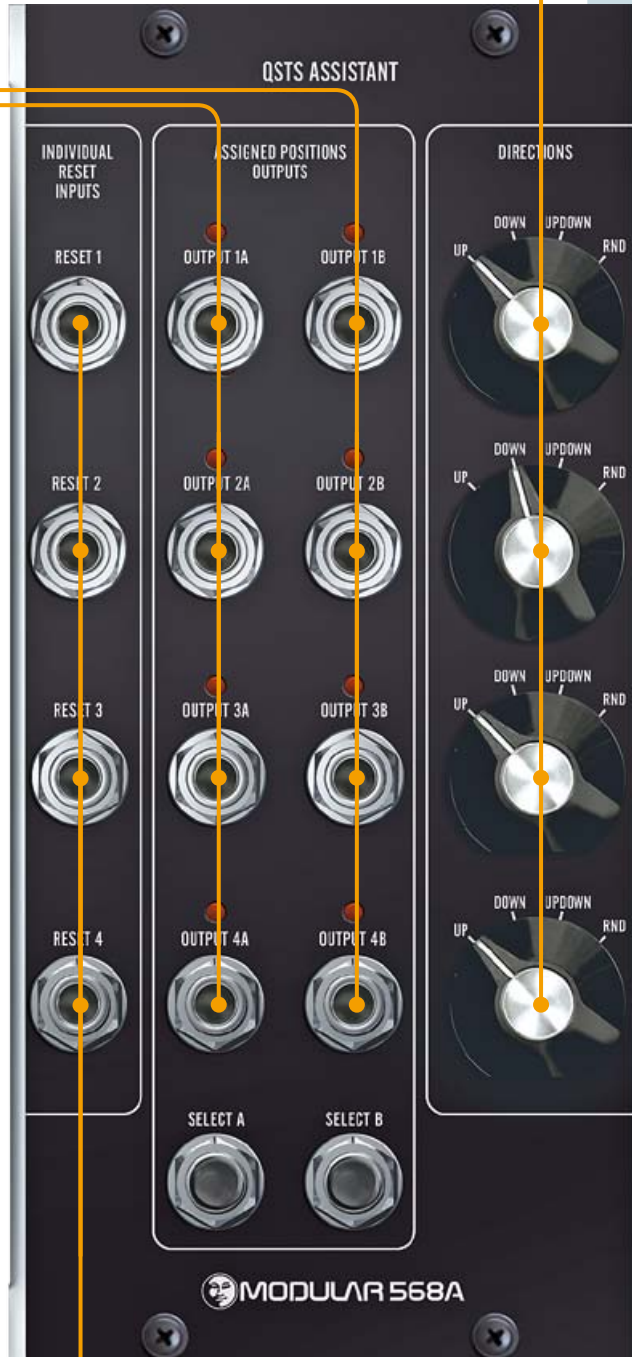 QSTS ASSISTANT
INDIVIDUAL
RESET
INPUTS
ASSIGNED POSITIONS
OUTPUTS
DIRECTIONS
RESET 1
OUTPUT 1A
OUTPUT 1B
UP
DOWN
UPDOWN
RND
RESET 2
OUTPUT 2A
OUTPUT 2B
UP
DOWN
UPDOWN
RND
RESET 3
OUTPUT 3A
OUTPUT 3B
UP
DOWN
UPDOWN
RND
RESET 4
OUTPUT 4A
OUTPUT 4B
UP
DOWN
UPDOWN
RND
SELECT A
SELECT B
MODULAR 568A